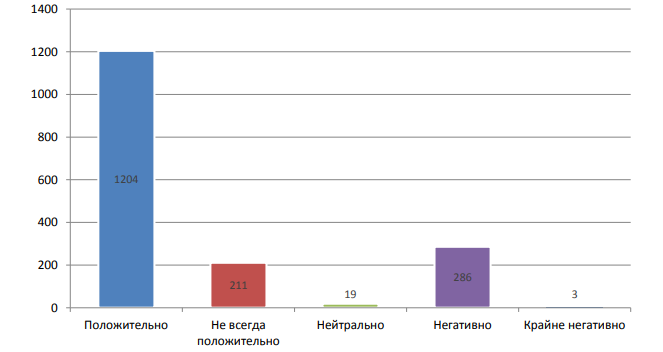 1400
1200
1000
800
600
400
200
0
1204
211
19
286
3
Положительно
Не всегда
положительно
Нейтрально
Негативно
Крайне негативно